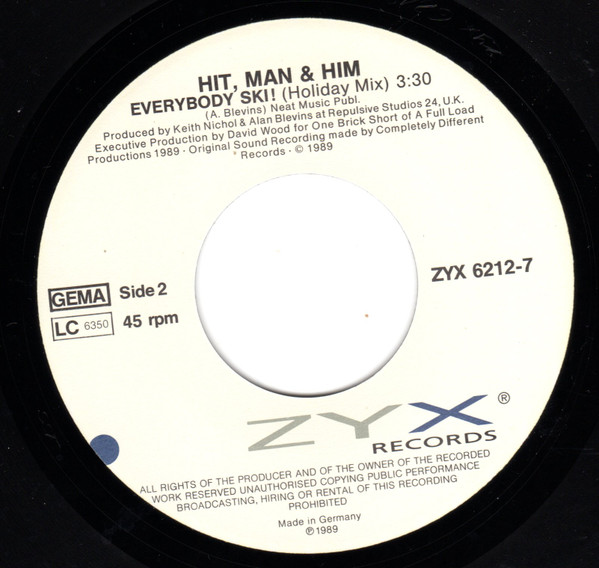 HIT, MAN & HIM
EVERYBODY SKI! (Holiday Mix) 3:30
(A. Blevins) Neat Music Publ.
Produced by Keith Nichol & Alan Blevins at Repulsive Studios 24, U.K.
Executive Production by David Wood for One Brick Short of A Full Load
Productions 1989 · Original Sound Recording made by Completely Different
Records · © 1989
GEMA Side 2
LC 6350 45 rpm
ZYX 6212-7
ZYX ®
RECORDS
ALL RIGHTS OF THE PRODUCER AND OF THE OWNER OF THE RECORDED
WORK RESERVED UNAUTHORISED COPYING PUBLIC PERFORMANCE
BROADCASTING, HIRING OR RENTAL OF THIS RECORDING
PROHIBITED
Made in Germany
℗ 1989